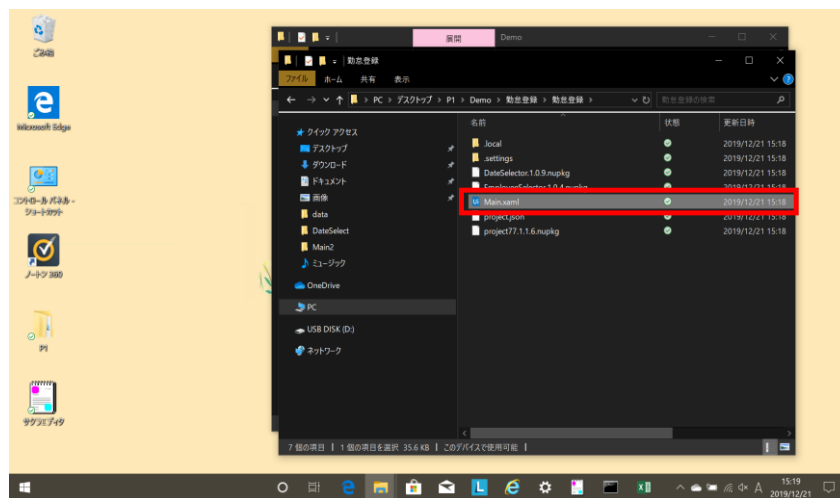 ごみ箱
Microsoft Edge
コントロール パネル -
ショートカット
ノートン 360
P1
サクラエディタ
展開
Demo
勤怠登録
ファイル ホーム 共有 表示
PC › デスクトップ › P1 › Demo › 勤怠登録 › 勤怠登録 ›
勤怠登録の検索
名前 状態 更新日時
クイック アクセス
デスクトップ
ダウンロード
ドキュメント
画像
data
DateSelect
Main2
ミュージック
OneDrive
PC
USB DISK (D:)
ネットワーク
.local 2019/12/21 15:18
.settings 2019/12/21 15:18
DateSelector.1.0.9.nupkg 2019/12/21 15:18
EmployeeSelector.1.0.4.nupkg 2019/12/21 15:18
Main.xaml 2019/12/21 15:18
project.json 2019/12/21 15:18
project77.1.1.6.nupkg 2019/12/21 15:18
7 個の項目 | 1 個の項目を選択 35.6 KB | このデバイスで使用可能 |
A
15:19
2019/12/21